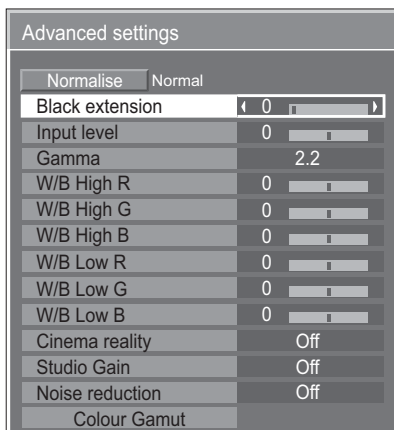 Advanced settings
Normalise Normal
Black extension 0
Input level 0
Gamma 2.2
W/B High R 0
W/B High G 0
W/B High B 0
W/B Low R 0
W/B Low G 0
W/B Low B 0
Cinema reality Off
Studio Gain Off
Noise reduction Off
Colour Gamut